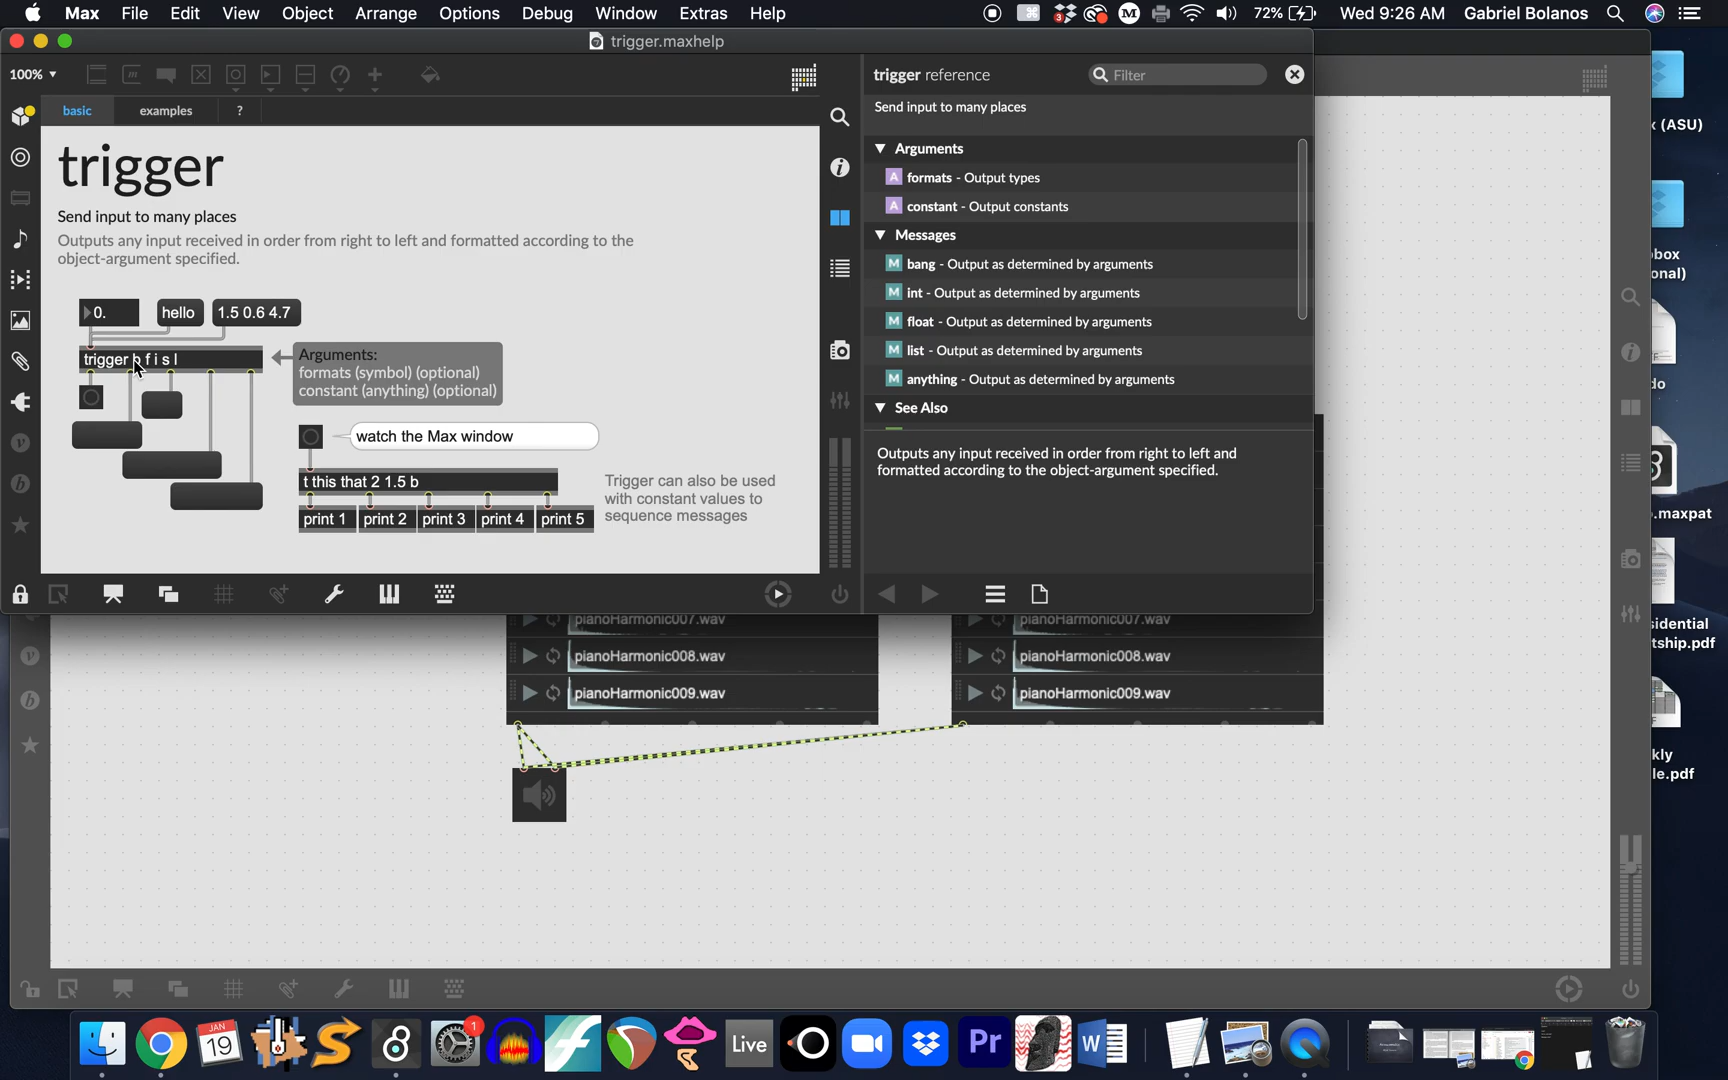 Max File Edit View Object Arrange Options Debug Window Extras Help
72% Wed 9:26 AM Gabriel Bolanos
trigger.maxhelp
100%
trigger reference
Filter
basic examples ?
Send input to many places
trigger
Send input to many places
Outputs any input received in order from right to left and formatted according to the
object-argument specified.
0. hello 1.5 0.6 4.7
trigger b f i s l
Arguments:
formats (symbol) (optional)
constant (anything) (optional)
watch the Max window
t this that 2 1.5 b
print 1 print 2 print 3 print 4 print 5
Trigger can also be used
with constant values to
sequence messages
Arguments
A formats - Output types
A constant - Output constants
Messages
M bang - Output as determined by arguments
M int - Output as determined by arguments
M float - Output as determined by arguments
M list - Output as determined by arguments
M anything - Output as determined by arguments
See Also
Outputs any input received in order from right to left and
formatted according to the object-argument specified.
pianoHarmonic007.wav pianoHarmonic007.wav
pianoHarmonic008.wav pianoHarmonic008.wav
pianoHarmonic009.wav pianoHarmonic009.wav
x (ASU)
box
onal)
do
o.maxpat
sidential
tship.pdf
kly
le.pdf
JAN
19
1
Live
Pr
W